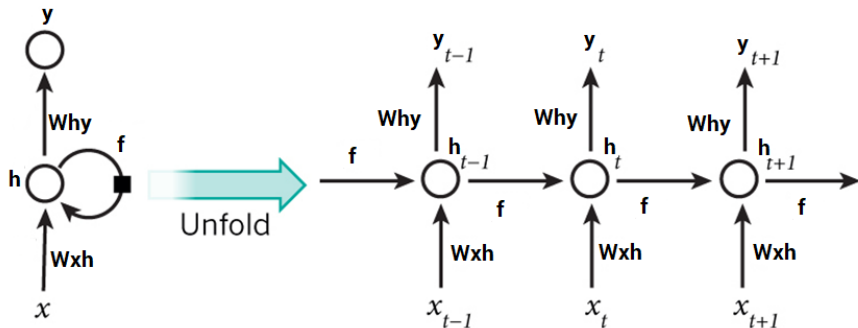 y
Why
f
h
Wxh
x
Unfold
y t-1
y t
y t+1
Why
Why
Why
f
h t-1
h t
h t+1
f
f
f
Wxh
Wxh
Wxh
x t-1
x t
x t+1